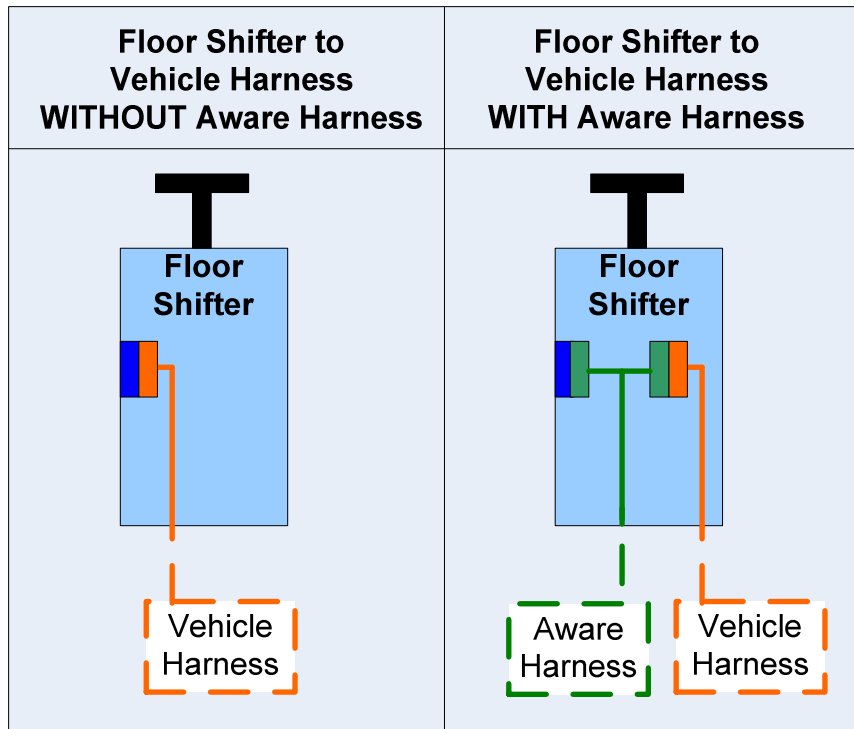 Floor Shifter to
Vehicle Harness
WITHOUT Aware Harness
Floor Shifter to
Vehicle Harness
WITH Aware Harness
Floor
Shifter
Vehicle
Harness
Floor
Shifter
Aware
Harness
Vehicle
Harness